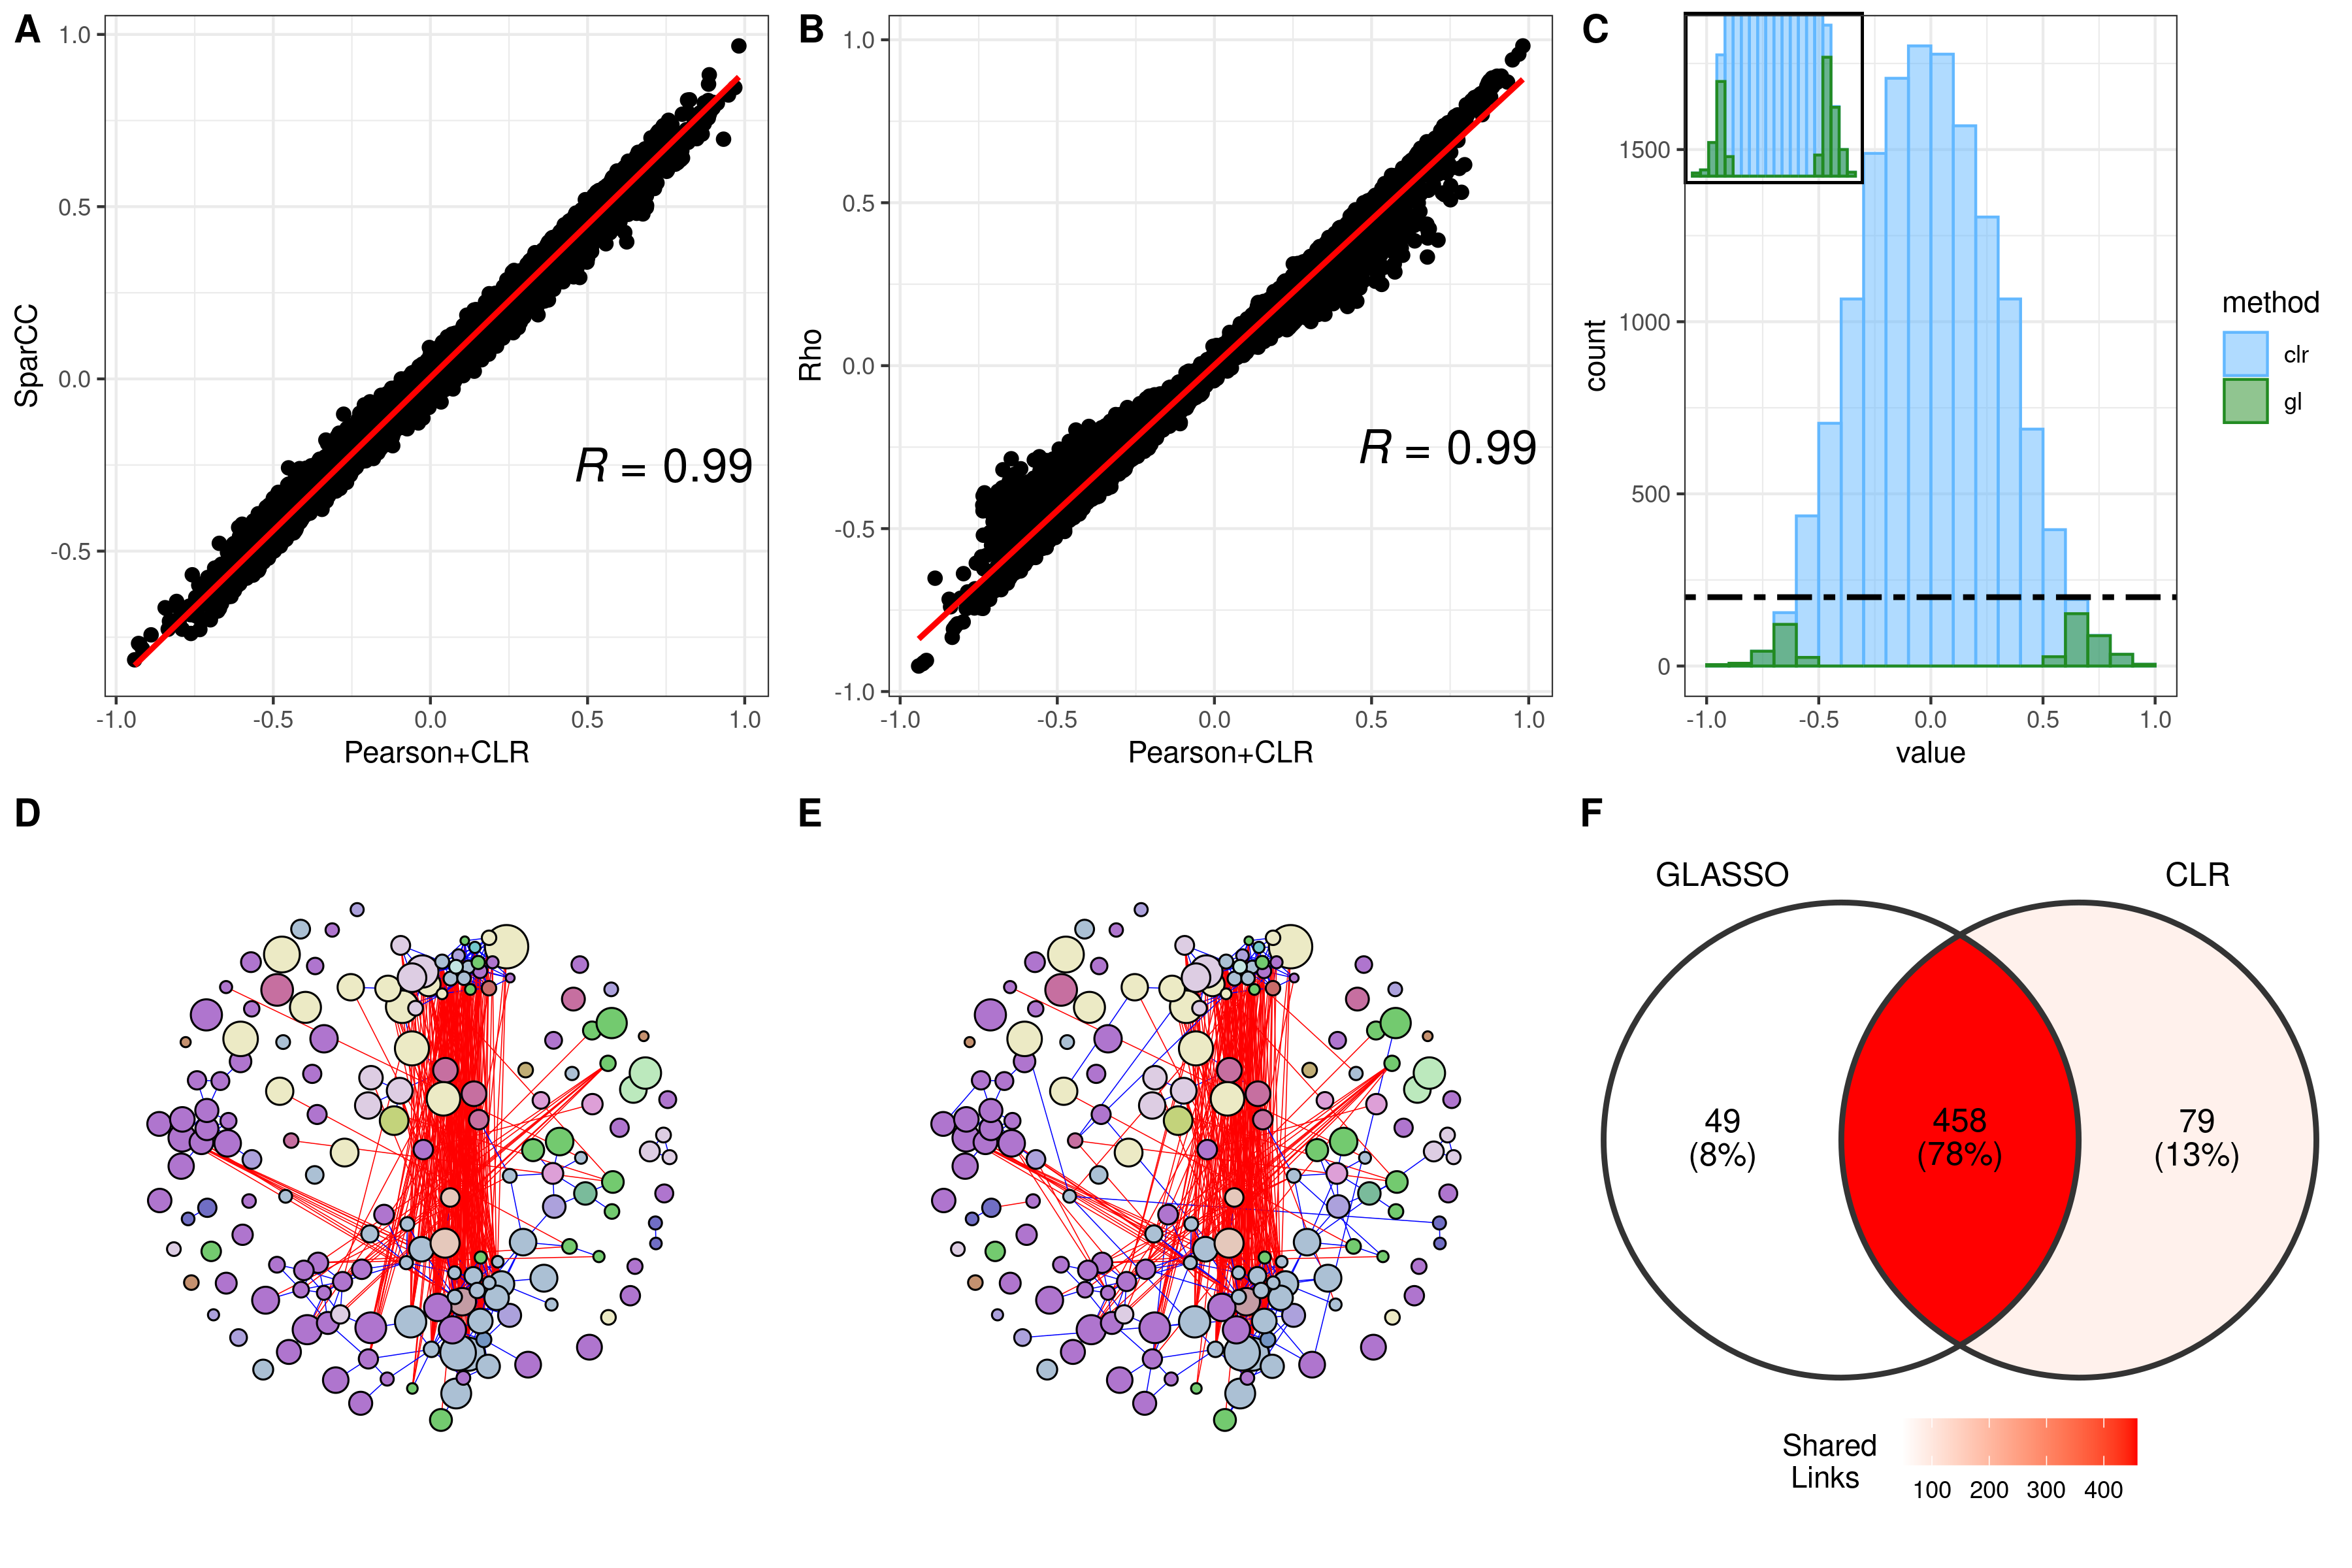 A
1.0
0.5
0.0
-0.5
SparCC
R = 0.99
-1.0
-0.5
0.0
0.5
1.0
Pearson+CLR
B
1.0
0.5
0.0
-0.5
-1.0
Rho
R = 0.99
-1.0
-0.5
0.0
0.5
1.0
Pearson+CLR
C
1500
1000
500
0
count
-1.0
-0.5
0.0
0.5
1.0
value
method
clr
gl
D
E
F
GLASSO
CLR
49
(8%)
458
(78%)
79
(13%)
Shared
Links
100
200
300
400